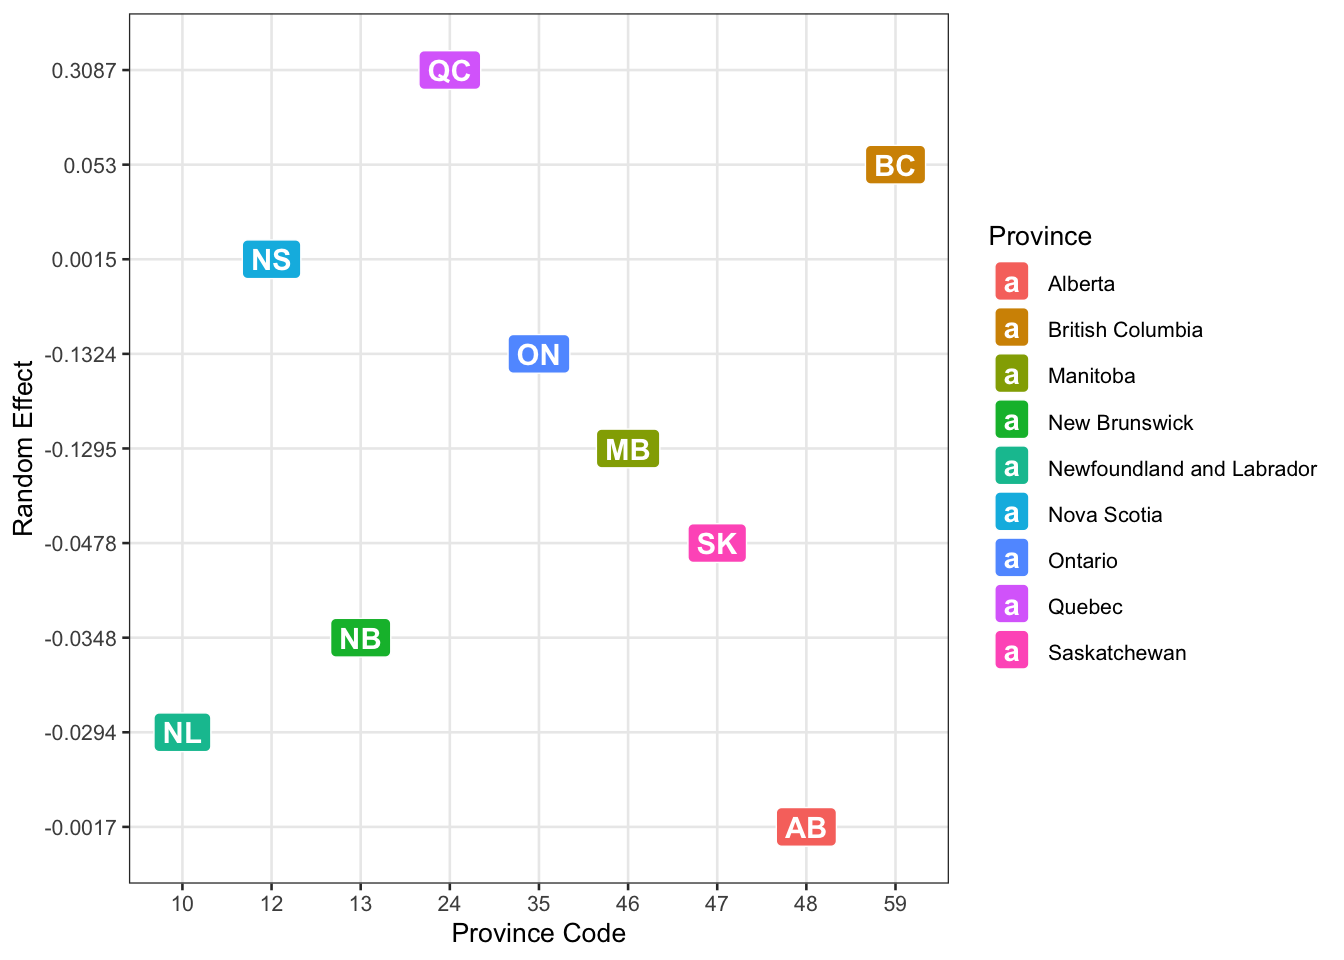 Random Effect
0.3087
0.053
0.0015
-0.1324
-0.1295
-0.0478
-0.0348
-0.0294
-0.0017
QC
BC
NS
ON
MB
SK
NB
NL
AB
10 12 13 24 35 46 47 48 59
Province Code
Province
a Alberta
a British Columbia
a Manitoba
a New Brunswick
a Newfoundland and Labrador
a Nova Scotia
a Ontario
a Quebec
a Saskatchewan